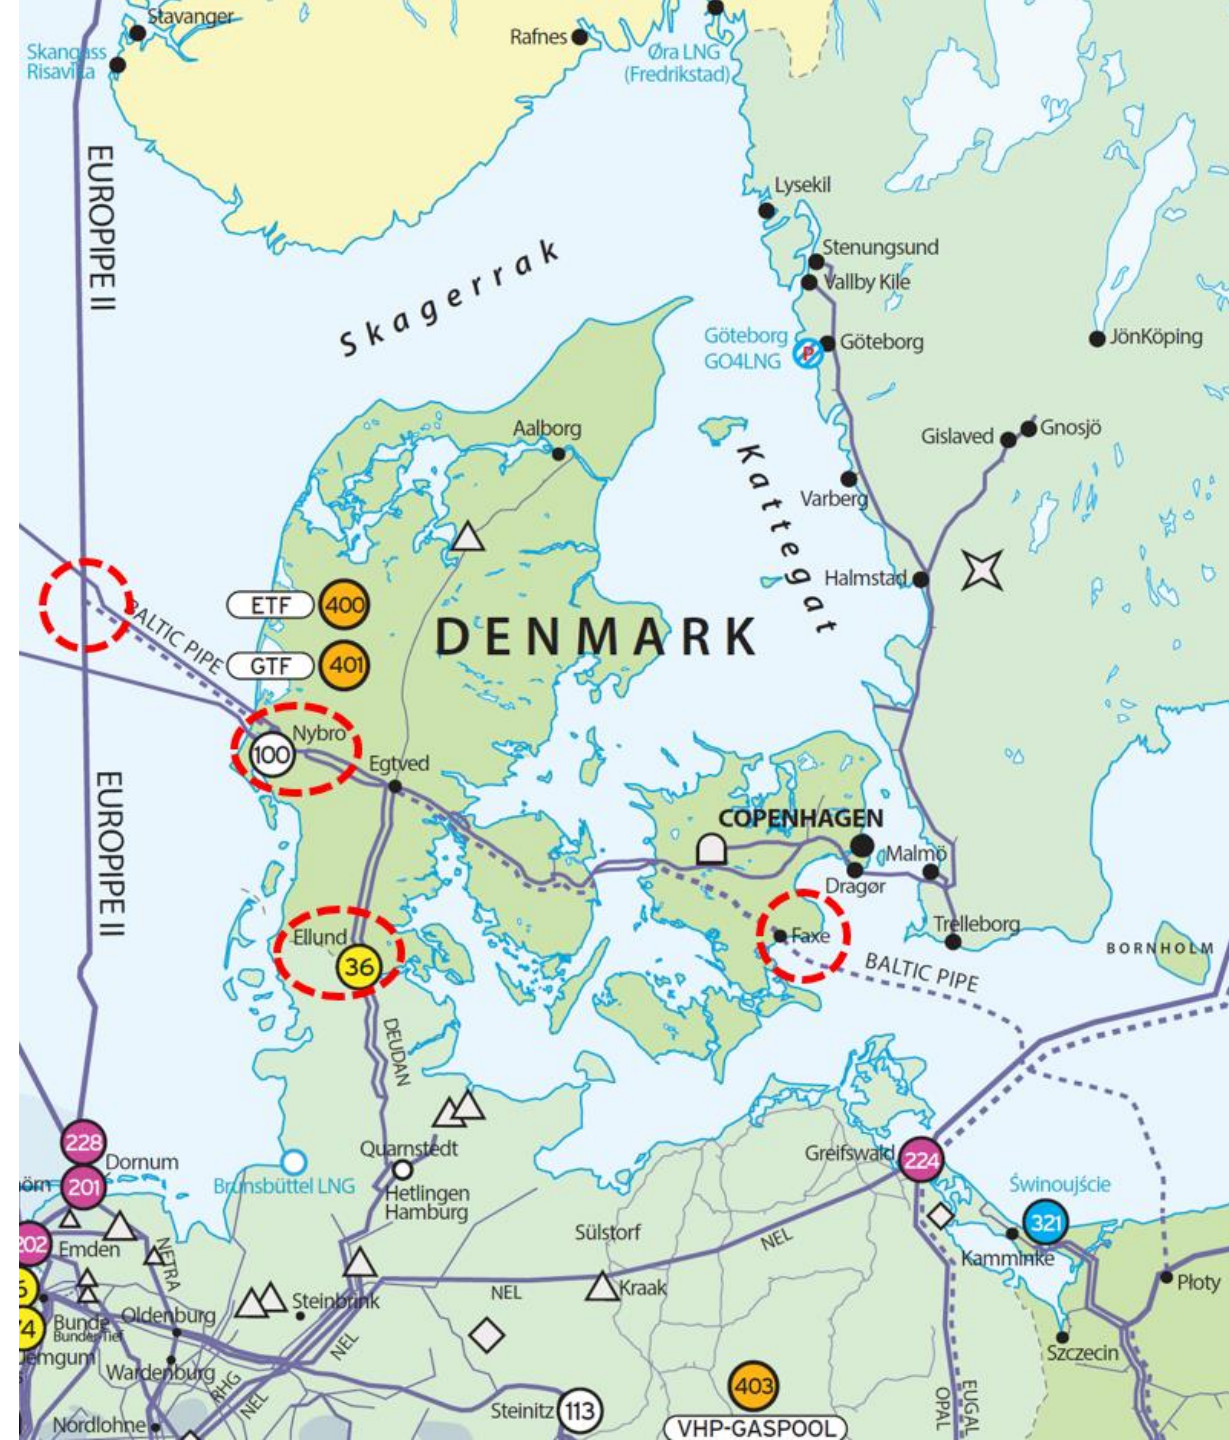 Stavanger
Skangass
Risavika
Rafnes
Øra LNG
(Fredrikstad)
EUROPIPE II
Lysekil
Skagerrak
Stenungsund
Vallby Kile
Göteborg
GO4LNG
P
Göteborg
JönKöping
Aalborg
Kattegat
Gislaved
Gnosjö
Varberg
Halmstad
ETF
400
BALTIC PIPE
DENMARK
GTF
401
Nybro
100
Egtved
EUROPIPE II
COPENHAGEN
Malmö
Dragør
Ellund
36
Faxe
Trelleborg
BORNHOLM
BALTIC PIPE
DEUDAN
228
Dornum
201
Quarnstedt
Greifswald
224
Brunsbüttel LNG
Hetlingen
Hamburg
Świnoujście
321
202
Emden
NETRA
Sülstorf
NEL
Kamminke
Płoty
Kraak
NEL
Steinbrink
Bunde
Bunder-Tief
Oldenburg
NEL
Szczecin
Wardenburg
RHG
NEL
403
Steinitz
113
OPAL
EUGAL
Nordlohne
VHP-GASPOOL